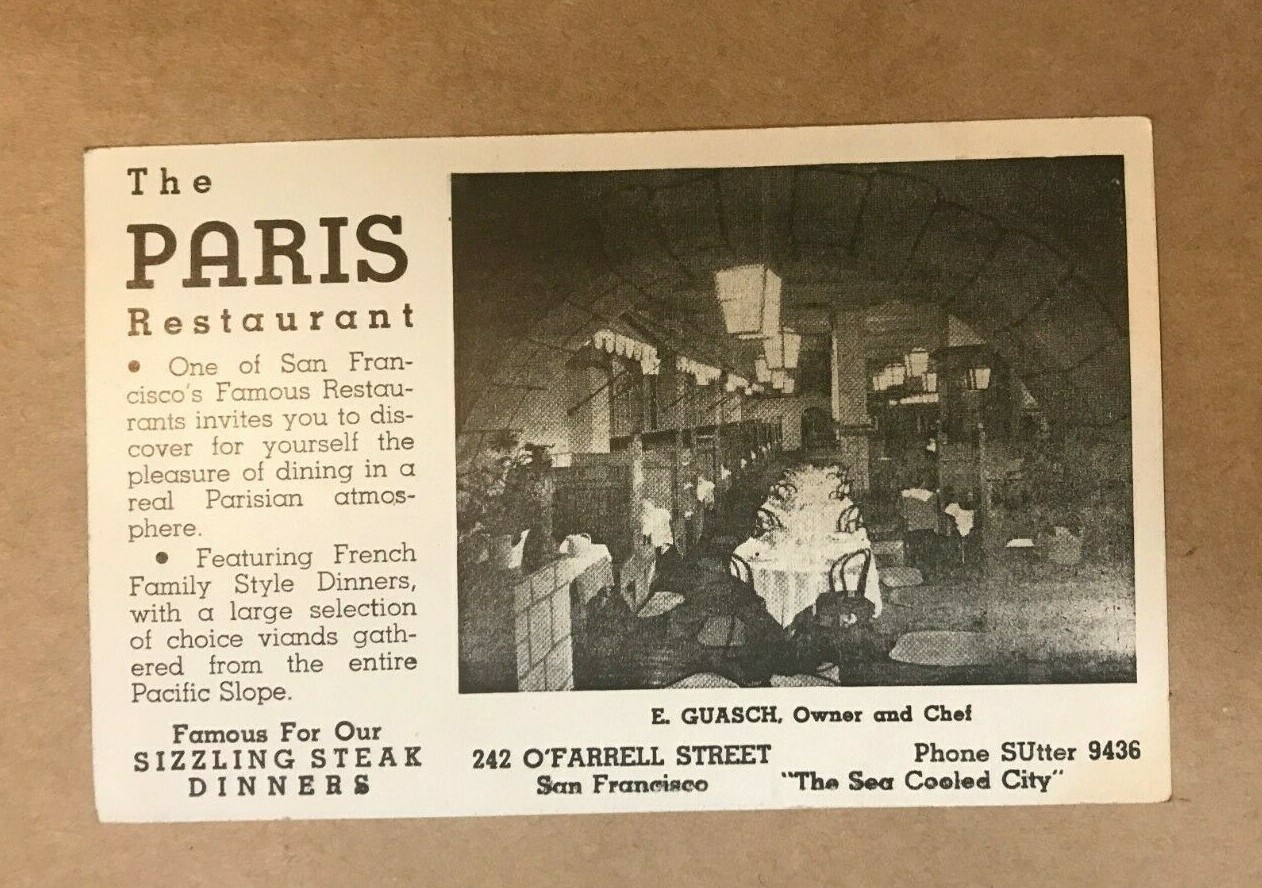 The
PARIS
Restaurant
• One of San Fran-
cisco's Famous Restau-
rants invites you to dis-
cover for yourself the
pleasure of dining in a
real Parisian atmos-
phere.
• Featuring French
Family Style Dinners,
with a large selection
of choice viands gath-
ered from the entire
Pacific Slope.
Famous For Our
SIZZLING STEAK
DINNERS
E. GUASCH, Owner and Chef
242 O'FARRELL STREET Phone SUtter 9436
San Francisco "The Sea Cooled City"